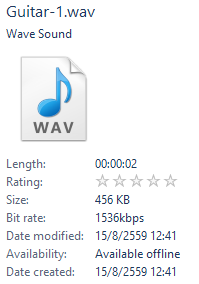 Guitar-1.wav
Wave Sound
WAV
Length: 00:00:02
Rating:
Size: 456 KB
Bit rate: 1536kbps
Date modified: 15/8/2559 12:41
Availability: Available offline
Date created: 15/8/2559 12:41